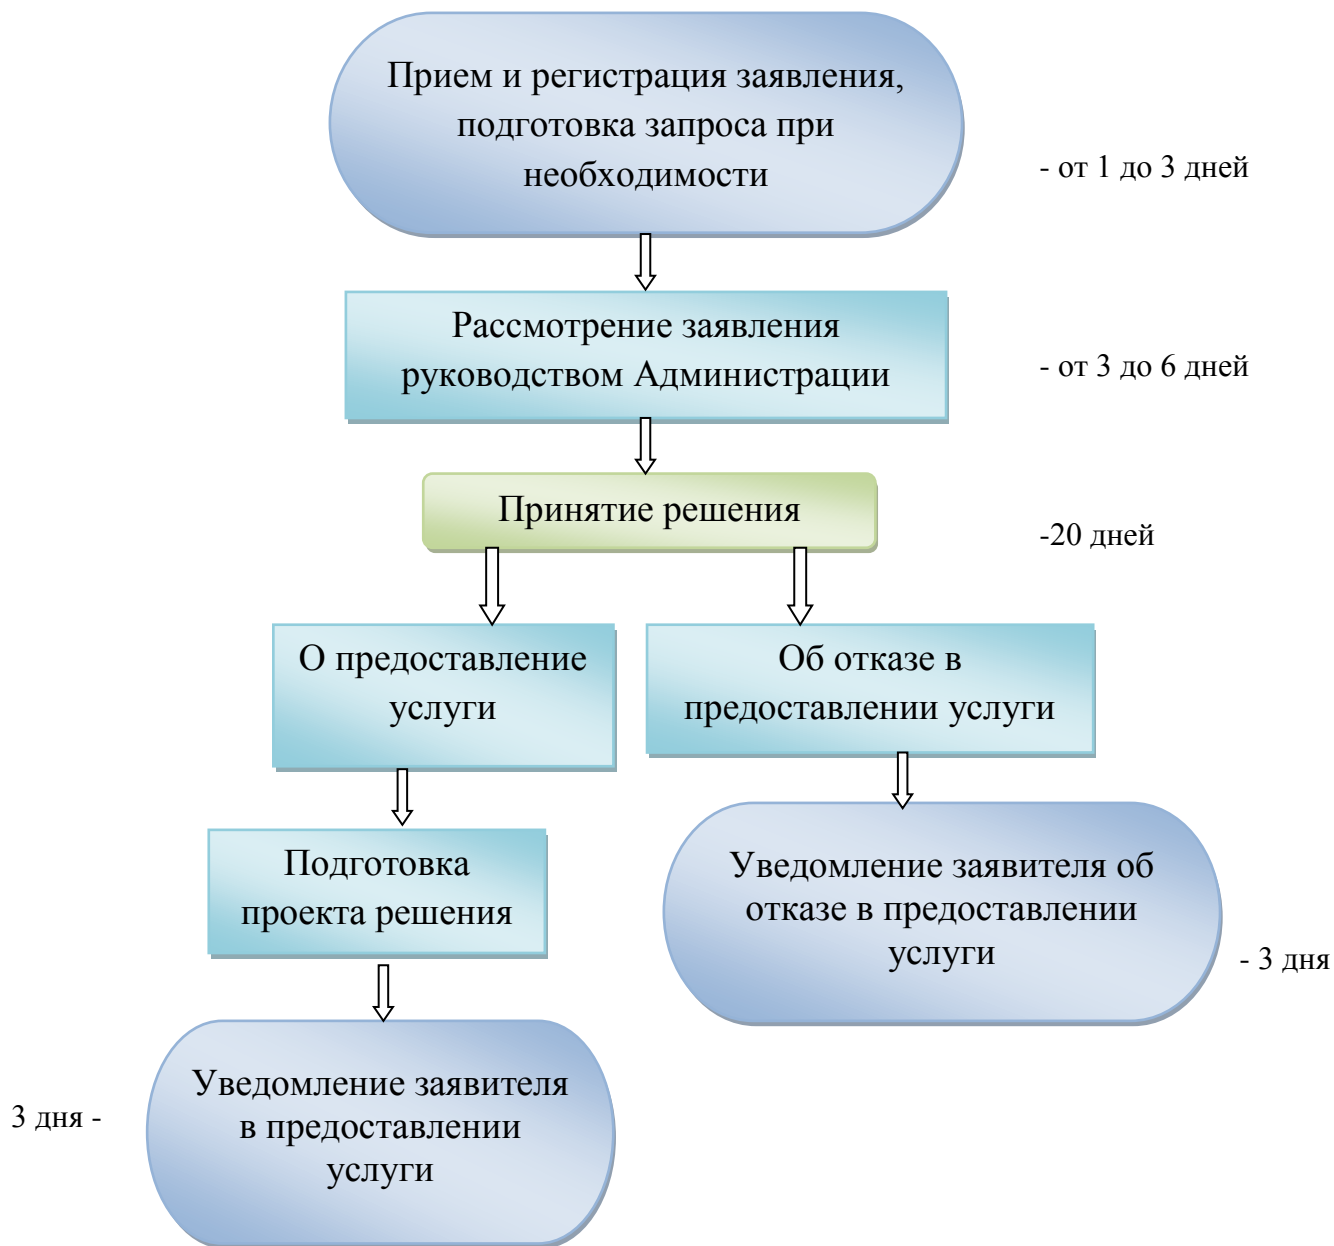 Прием и регистрация заявления,
подготовка запроса при
необходимости
- от 1 до 3 дней
Рассмотрение заявления
руководством Администрации
- от 3 до 6 дней
Принятие решения
-20 дней
О предоставление
услуги
Об отказе в
предоставлении услуги
Подготовка
проекта решения
Уведомление заявителя об
отказе в предоставлении
услуги
- 3 дня
Уведомление заявителя
в предоставлении
услуги
3 дня -